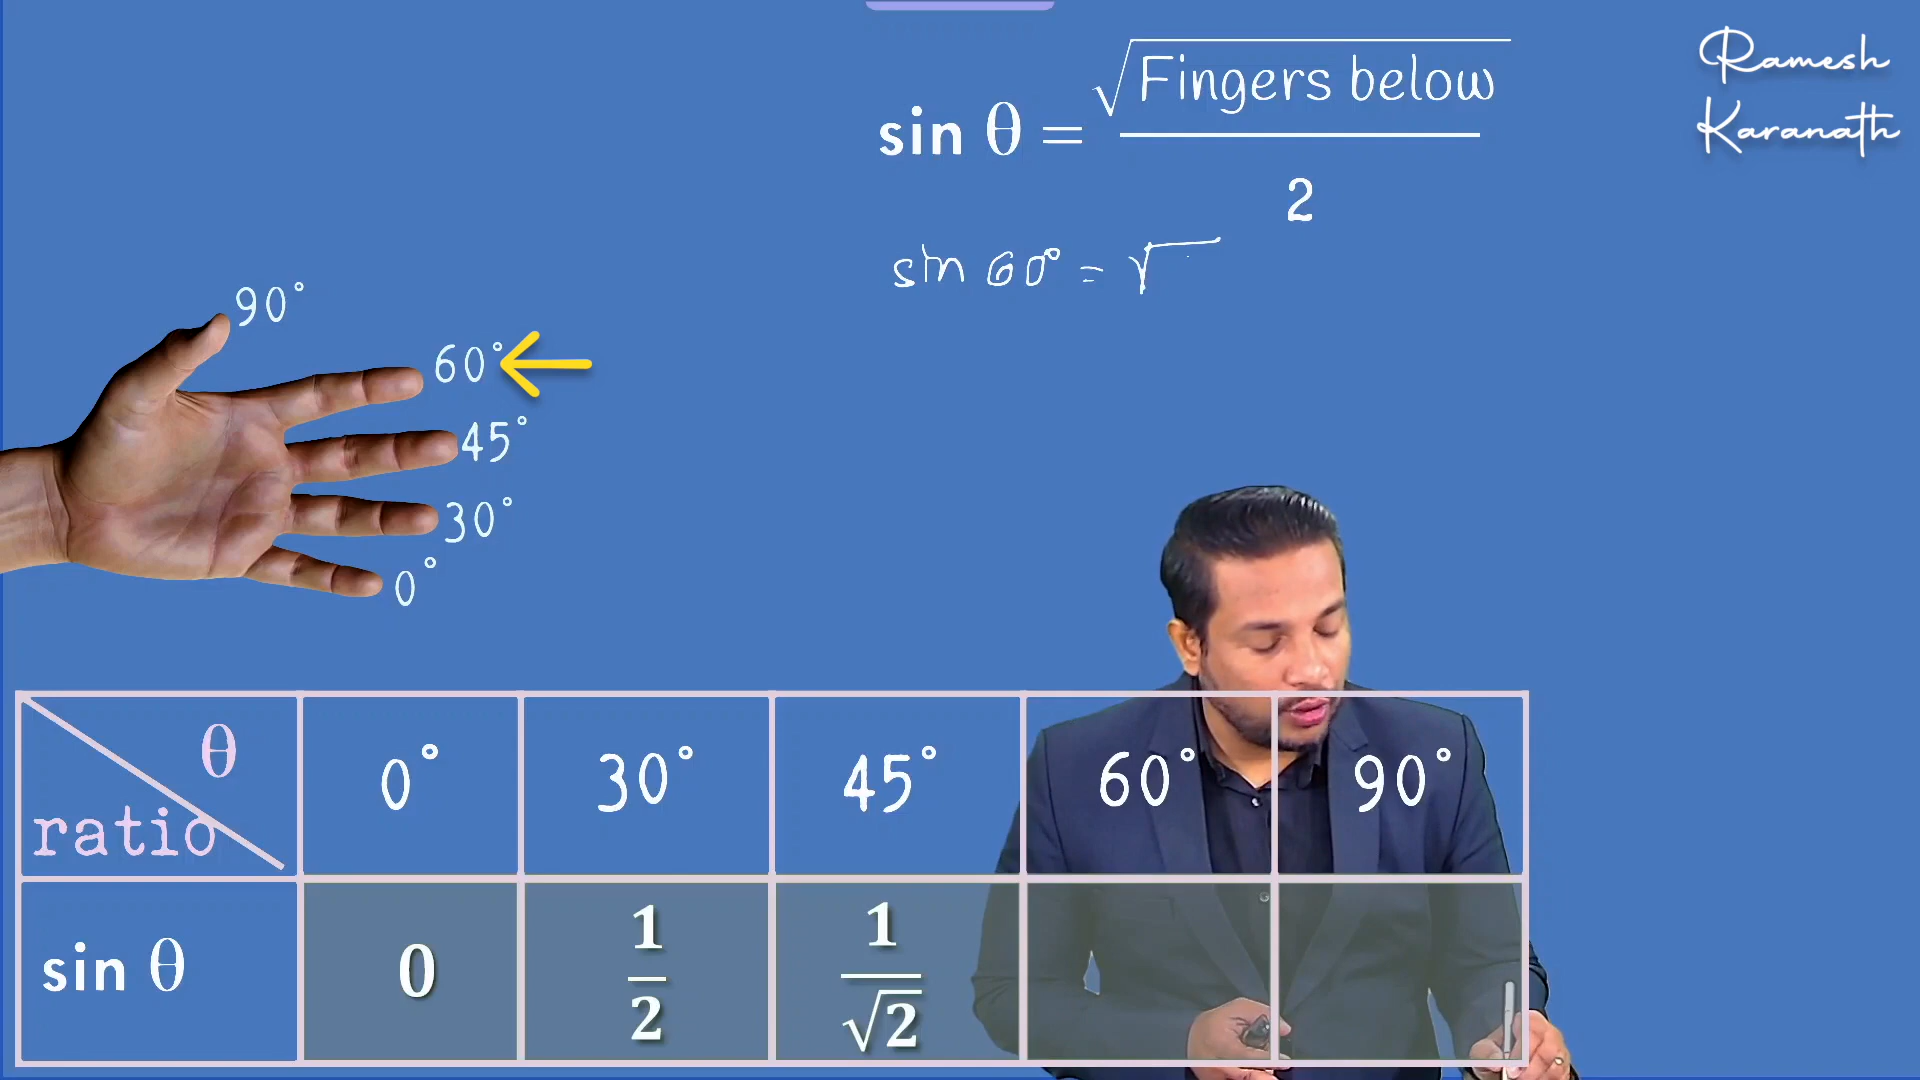 Ramesh
Karanath
sin θ = √Fingers below / 2
sin 60° = √
90°
60°
45°
30°
0°
θ 0° 30° 45° 60° 90°
ratio
sin θ 0 1/2 1/√2